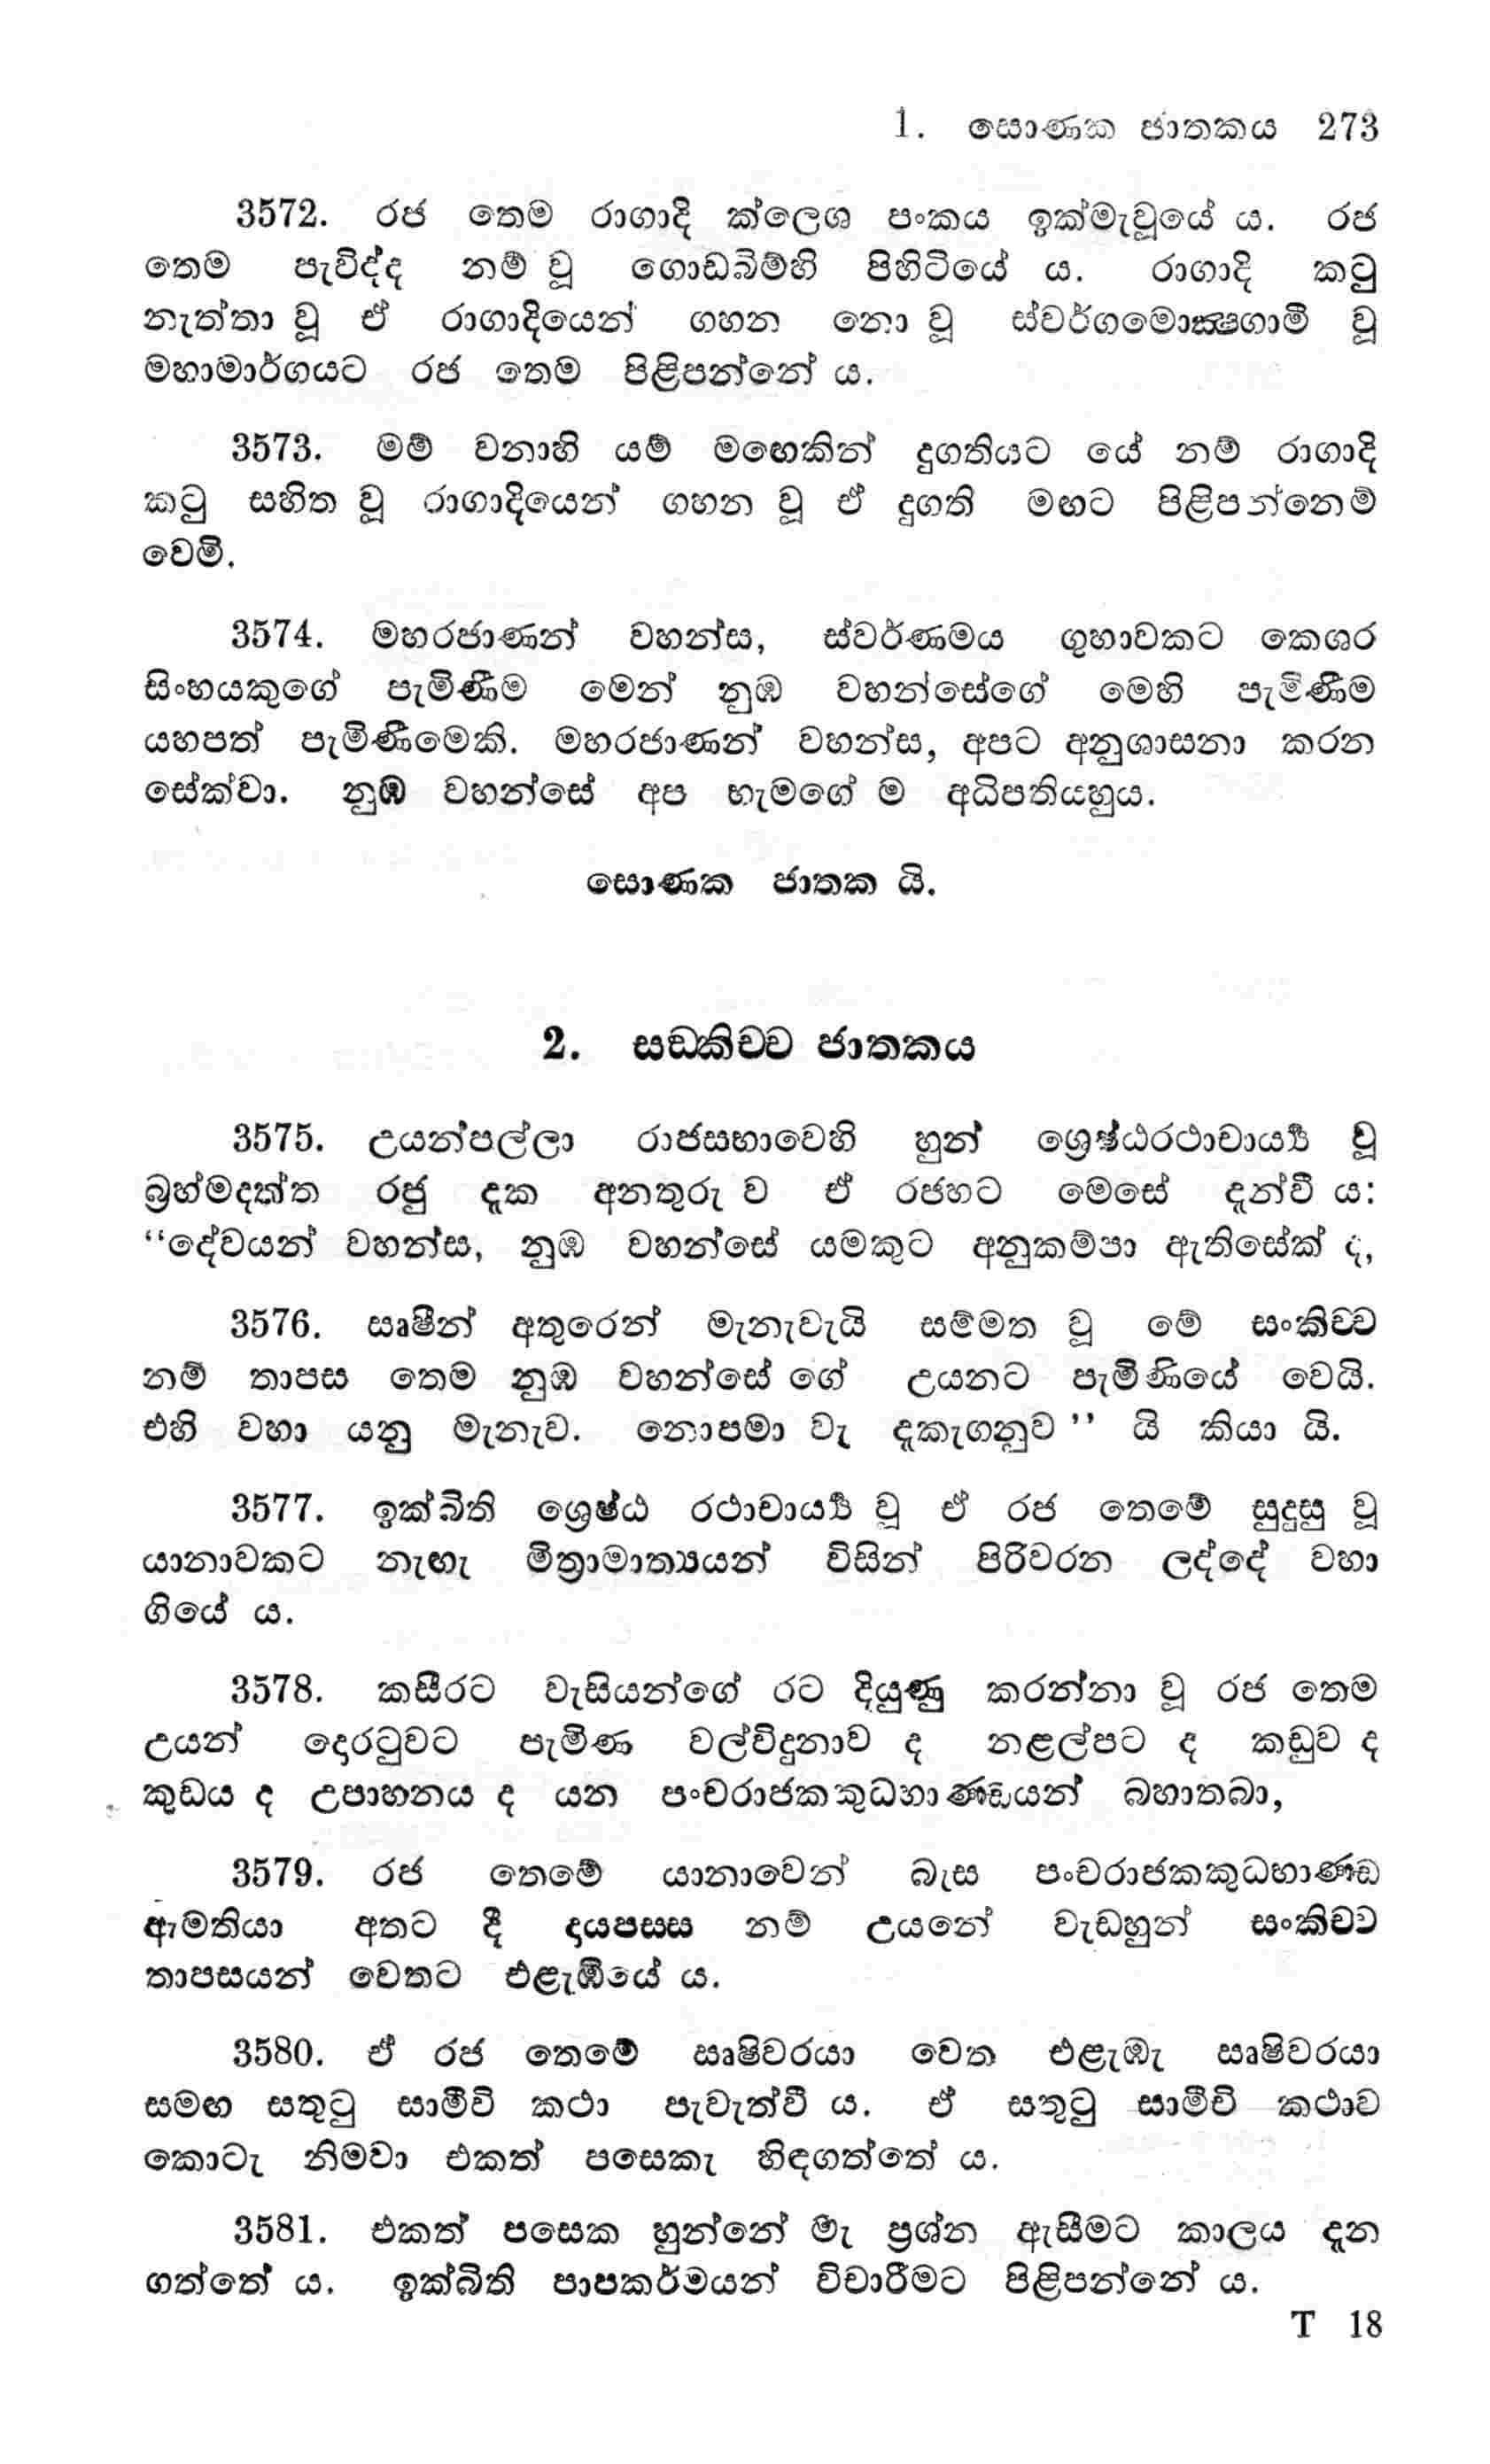 1. සොණක ජාතකය 273
3572. රජ තෙම රාගාදි ක්ලෙශ පංකය ඉක්මැවූයේ ය. රජ
තෙම පැවිද්ද නම් වූ ගොඩබිම්හි පිහිටියේ ය. රාගාදි කටු
නැත්තා වූ ඒ රාගාදියෙන් ගහන නො වූ ස්වර්ගමොක්‍ෂගාමි වූ
මහාමාර්ගයට රජ තෙම පිළිපන්නේ ය.
3573. මම් වනාහි යම් මඟෙකින් දුගතියට යේ නම් රාගාදි
කටු සහිත වූ රාගාදියෙන් ගහන වූ ඒ දුගති මඟට පිළිපන්නෙම්
වෙමි.
3574. මහරජාණන් වහන්ස, ස්වර්ණමය ගුහාවකට කෙශර
සිංහයකුගේ පැමිණීම මෙන් නුඹ වහන්සේගේ මෙහි පැමිණීම
යහපත් පැමිණීමෙකි. මහරජාණන් වහන්ස, අපට අනුශාසනා කරන
සේක්වා. නුඹ වහන්සේ අප හැමගේ ම අධිපතියහුය.
සොණක ජාතක යි.
2. සඞ්කිච්ච ජාතකය
3575. උයන්පල්ලා රාජසභාවෙහි හුන් ශ්‍රෙෂ්ඨරථාචාර්‍ය්‍ය වූ
බ්‍රහ්මදත්ත රජු දැක අනතුරු ව ඒ රජහට මෙසේ දැන්වී ය:
“දේවයන් වහන්ස, නුඹ වහන්සේ යමකුට අනුකම්පා ඇතිසේක් ද,
3576. සෘෂීන් අතුරෙන් මැනැවැයි සම්මත වූ මේ සංකිච්ච
නම් තාපස තෙම නුඹ වහන්සේ ගේ උයනට පැමිණියේ වෙයි.
එහි වහා යනු මැනැව. නොපමා වැ දැකැගනුව” යි කියා යි.
3577. ඉක්බිති ශ්‍රෙෂ්ඨ රථාචාර්‍ය්‍ය වූ ඒ රජ තෙමේ සුදුසු වූ
යානාවකට නැඟැ මිත්‍රාමාත්‍යයන් විසින් පිරිවරන ලද්දේ වහා
ගියේ ය.
3578. කසීරට වැසියන්ගේ රට දියුණු කරන්නා වූ රජ තෙම
උයන් දොරටුවට පැමිණ වල්විදුනාව ද නළල්පට ද කඩුව ද
කුඩය ද උපාහනය ද යන පංචරාජකකුධභාණ්ඩයන් බහාතබා,
3579. රජ තෙමේ යානාවෙන් බැස පංචරාජකකුධභාණ්ඩ
ඇමතියා අතට දී දායපස්ස නම් උයනේ වැඩහුන් සංකිච්ච
තාපසයන් වෙතට එළැඹියේ ය.
3580. ඒ රජ තෙමේ ඍෂිවරයා වෙත එළැඹැ ඍෂිවරයා
සමඟ සතුටු සාමීචි කථා පැවැත්වී ය. ඒ සතුටු සාමීචි කථාව
කොටැ නිමවා එකත් පසෙකැ හිඳගත්තේ ය.
3581. එකත් පසෙක හුන්නේ මැ ප්‍රශ්න ඇසීමට කාලය දැන
ගත්තේ ය. ඉක්බිති පාපකර්මයන් විචාරීමට පිළිපන්නේ ය.
T 18